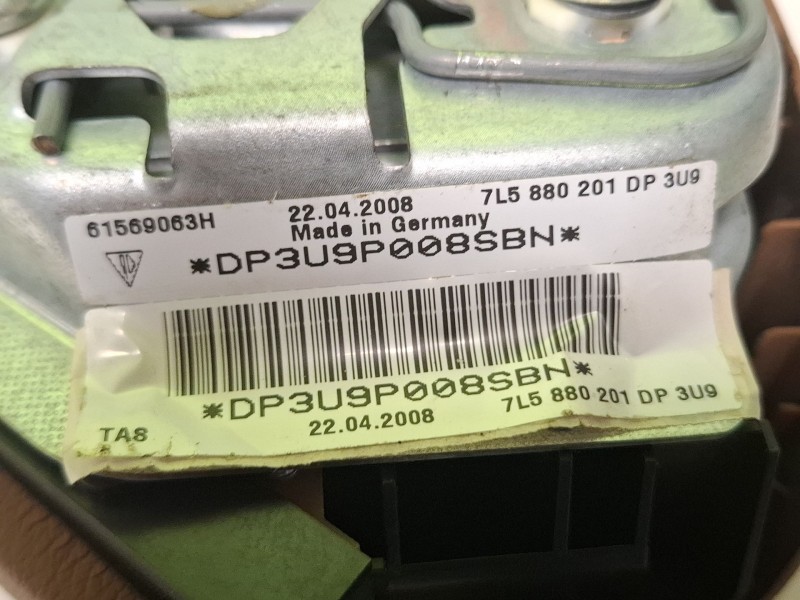 61569063H 22.04.2008 7L5 880 201 DP 3U9
Made in Germany
*DP3U9P008SBN*
*DP3U9P008SBN*
TA8 22.04.2008 7L5 880 201 DP 3U9